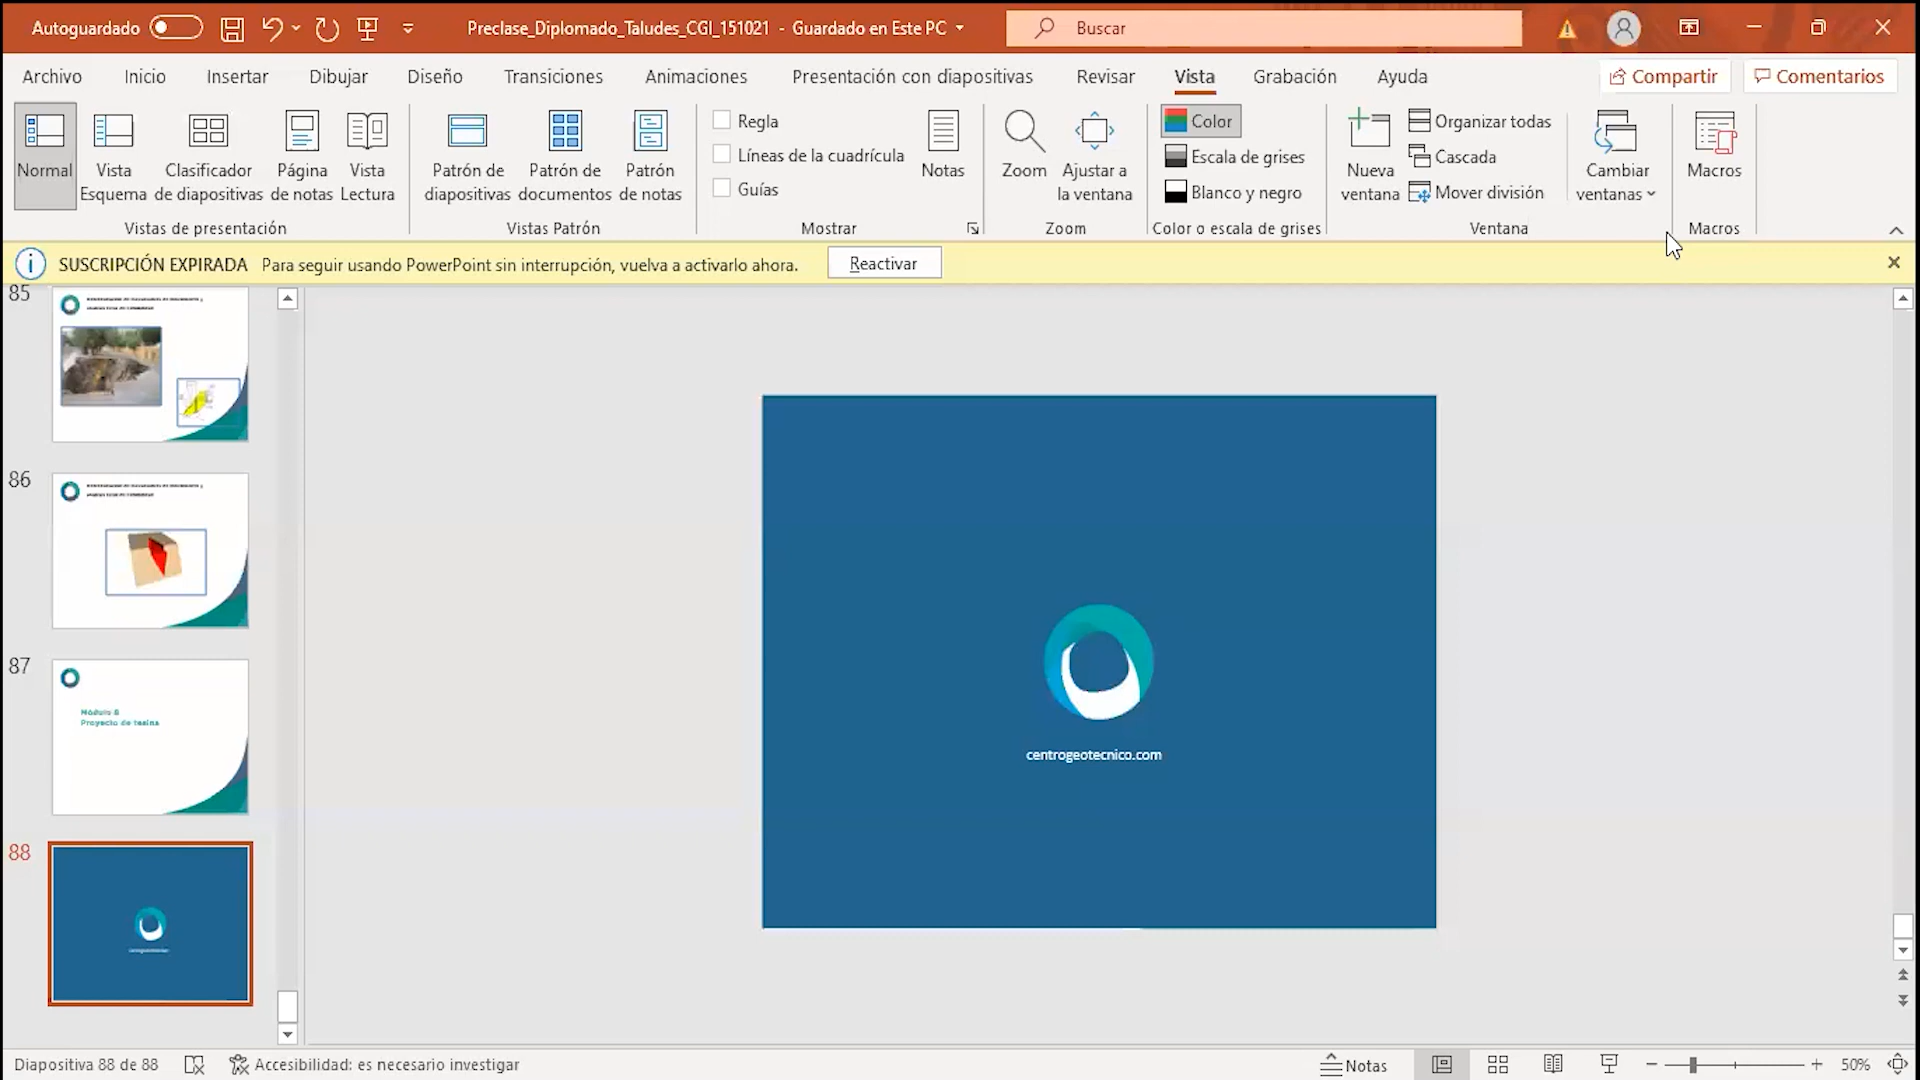 Autoguardado
Preclase_Diplomado_Taludes_CGI_151021 - Guardado en Este PC
Buscar
Archivo Inicio Insertar Dibujar Diseño Transiciones Animaciones Presentación con diapositivas Revisar Vista Grabación Ayuda Compartir Comentarios
Normal
Vista Esquema
Clasificador de diapositivas
Página de notas
Vista Lectura
Vistas de presentación
Patrón de diapositivas
Patrón de documentos
Patrón de notas
Vistas Patrón
Regla
Líneas de la cuadrícula
Guías
Notas
Mostrar
Zoom
Ajustar a la ventana
Zoom
Color
Escala de grises
Blanco y negro
Color o escala de grises
Nueva ventana
Organizar todas
Cascada
Mover división
Cambiar ventanas
Ventana
Macros
Macros
SUSCRIPCIÓN EXPIRADA Para seguir usando PowerPoint sin interrupción, vuelva a activarlo ahora. Reactivar
85
86
87
Módulo 8
Proyecto de tesina
88
centrogeotecnico.com
Diapositiva 88 de 88
Accesibilidad: es necesario investigar
Notas
50%